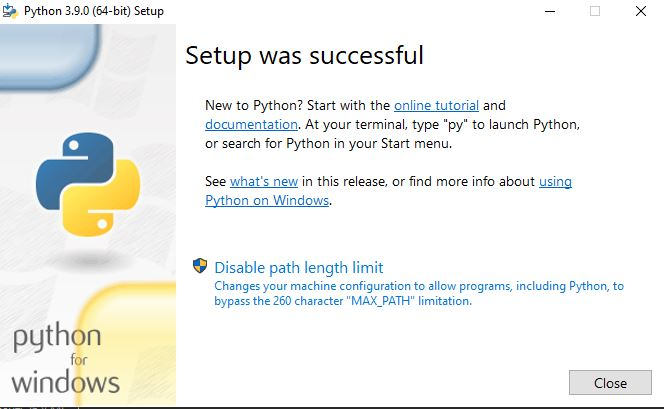 Python 3.9.0 (64-bit) Setup
Setup was successful
New to Python? Start with the online tutorial and
documentation. At your terminal, type "py" to launch Python,
or search for Python in your Start menu.
See what's new in this release, or find more info about using
Python on Windows.
Disable path length limit
Changes your machine configuration to allow programs, including Python, to
bypass the 260 character "MAX_PATH" limitation.
python
for
windows
Close